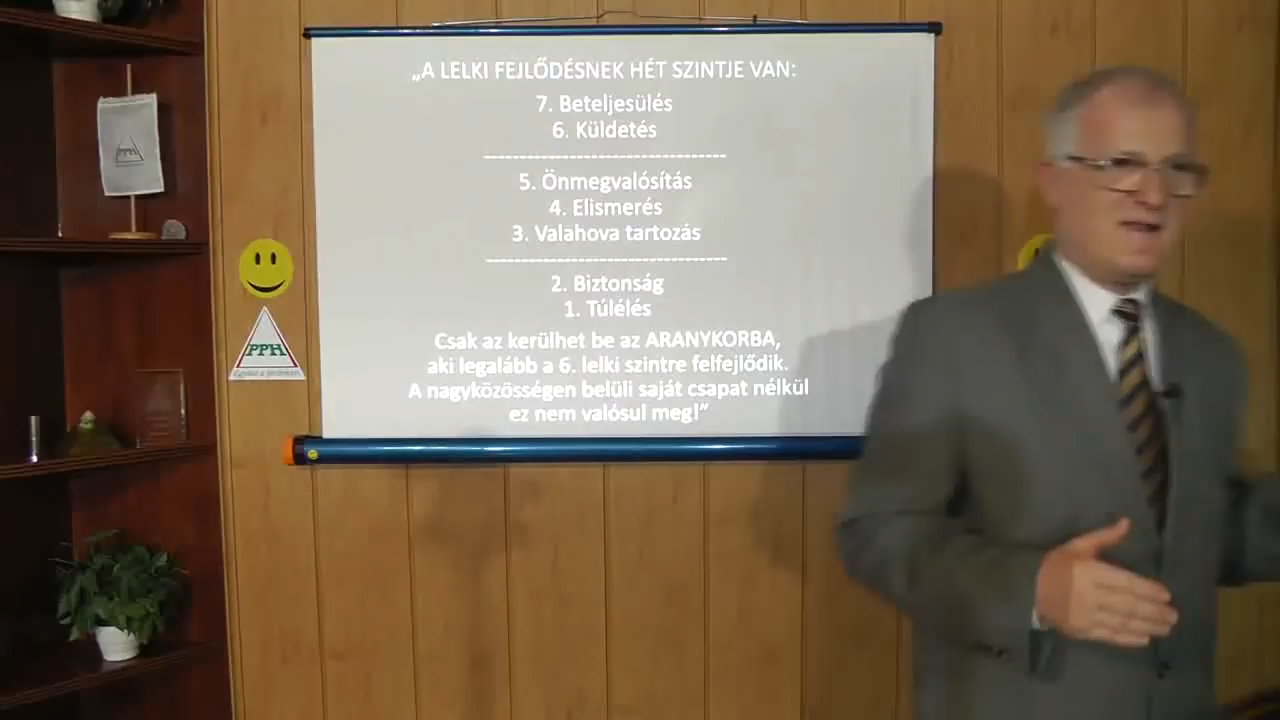 „A LELKI FEJLŐDÉSNEK HÉT SZINTJE VAN:
7. Beteljesülés
6. Küldetés
5. Önmegvalósítás
4. Elismerés
3. Valahova tartozás
2. Biztonság
1. Túlélés
Csak az kerülhet be az ARANYKORBA,
aki legalább a 6. lelki szintre felfejlődik.
A nagyközösségen belüli saját csapat nélkül
ez nem valósul meg!”
PPH